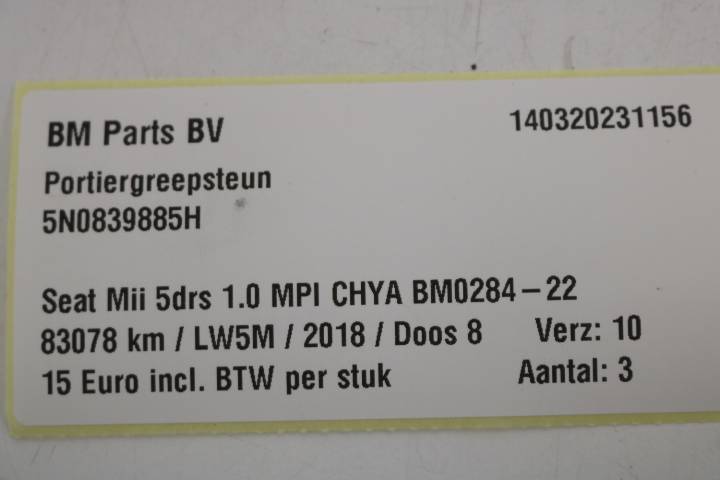 BM Parts BV 140320231156
Portiergreepsteun
5N0839885H
Seat Mii 5drs 1.0 MPI CHYA BM0284-22
83078 km / LW5M / 2018 / Doos 8 Verz: 10
15 Euro incl. BTW per stuk Aantal: 3